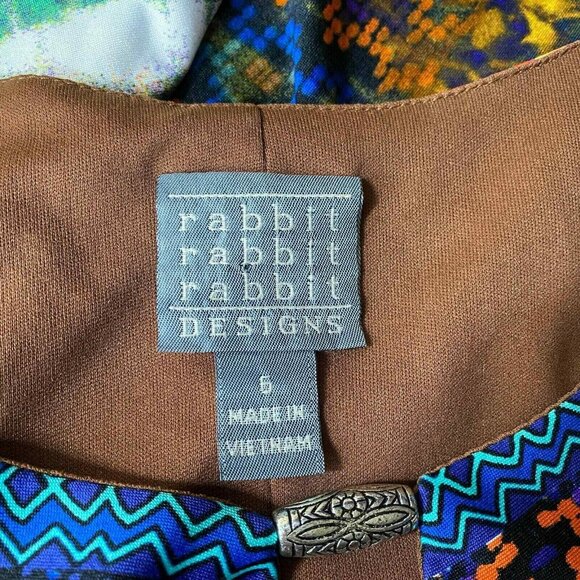 rabbit
rabbit
rabbit
DESIGNS
6
MADE IN
VIETNAM